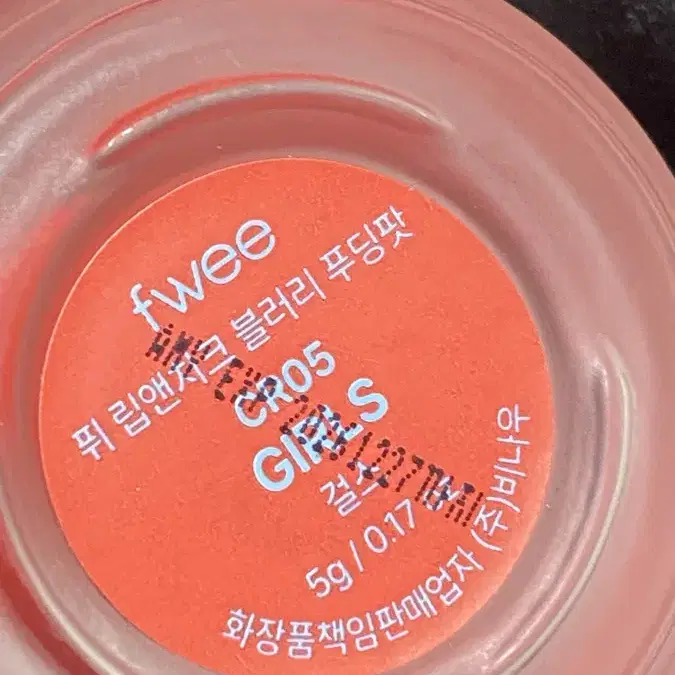 fwee
퓌 립앤치크 블러리 푸딩팟
CR05
GIRLS
걸스
5g / 0.17
화장품책임판매업자 (주)비나우
EXP